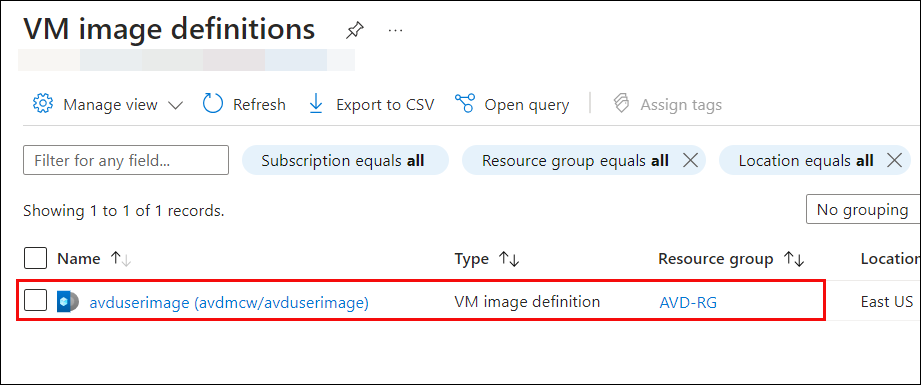 VM image definitions ...
Manage view Refresh Export to CSV Open query Assign tags
Filter for any field... Subscription equals all Resource group equals all Location equals all
Showing 1 to 1 of 1 records. No grouping
Name Type Resource group Location
avduserimage (avdmcw/avduserimage) VM image definition AVD-RG East US